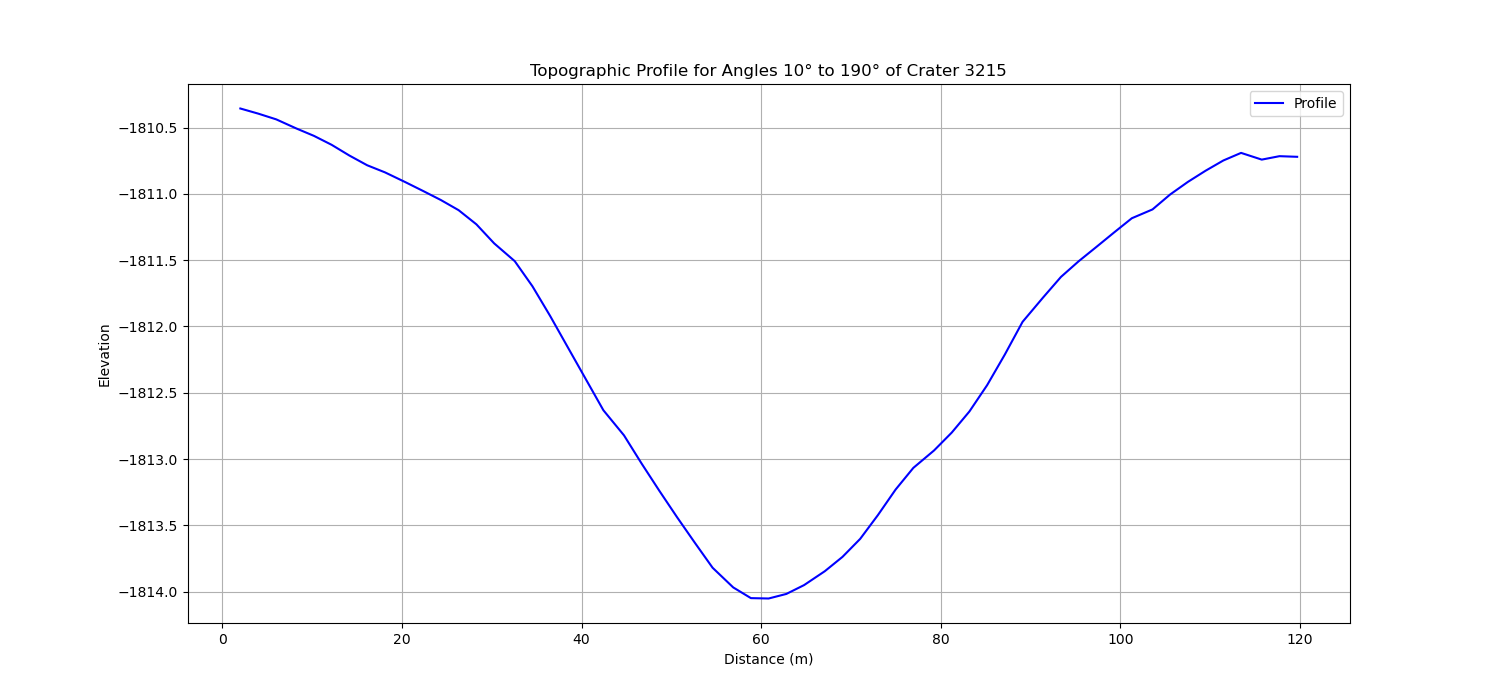 Topographic Profile for Angles 10° to 190° of Crater 3215
Profile
−1810.5
−1811.0
−1811.5
−1812.0
−1812.5
−1813.0
−1813.5
−1814.0
Elevation
0 20 40 60 80 100 120
Distance (m)